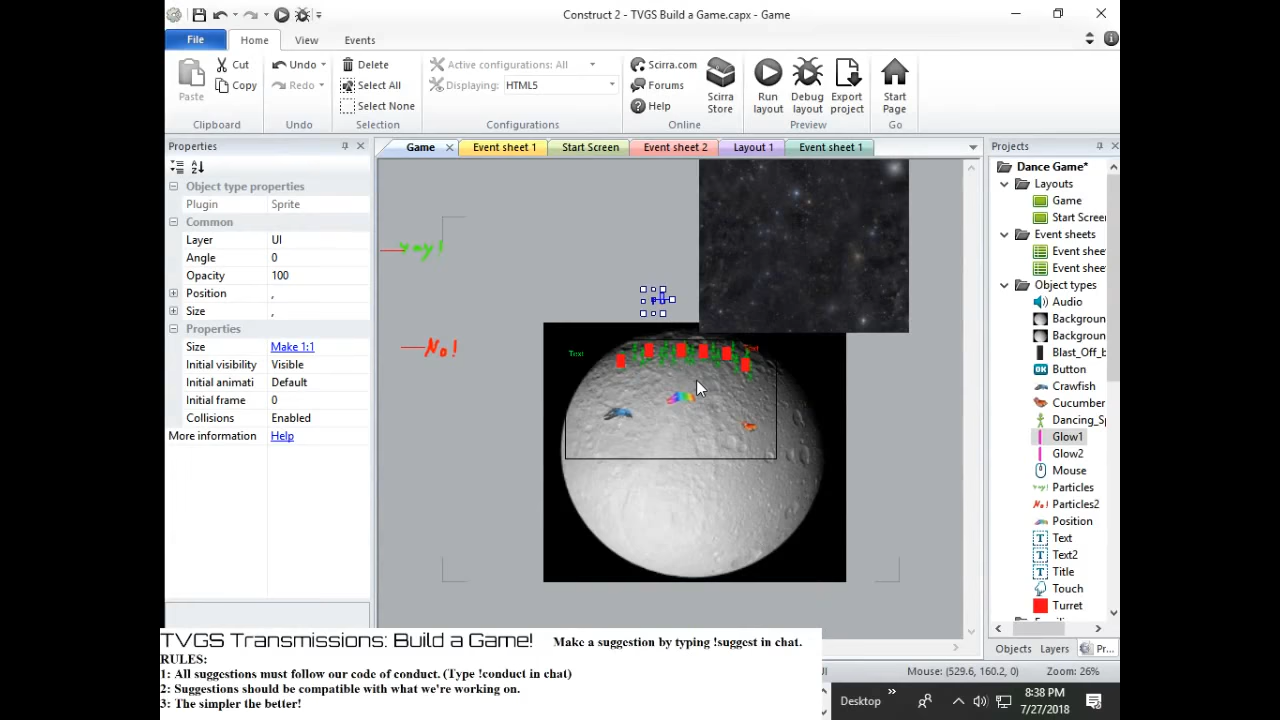 Construct 2 - TVGS Build a Game.capx - Game
File
Home
View
Events
Paste
Cut
Copy
Clipboard
Undo
Redo
Undo
Delete
Select All
Select None
Selection
Active configurations: All
Displaying: HTML5
Configurations
Scirra.com
Forums
Help
Online
Scirra Store
Run layout
Debug layout
Export project
Preview
Start Page
Go
Properties
Game
Event sheet 1
Start Screen
Event sheet 2
Layout 1
Event sheet 1
Projects
Object type properties
Plugin Sprite
Common
Layer UI
Angle 0
Opacity 100
Position ,
Size ,
Properties
Size Make 1:1
Initial visibility Visible
Initial animati Default
Initial frame 0
Collisions Enabled
More information Help
Yay!
No!
Text
Dance Game*
Layouts
Game
Start Screen
Event sheets
Event sheet
Event sheet
Object types
Audio
Background
Background
Blast_Off_b
Button
Crawfish
Cucumber
Dancing_Sp
Glow1
Glow2
Mouse
Particles
Particles2
Position
Text
Text2
Title
Touch
Turret
Objects
Layers
Pr...
UI
Mouse: (529.6, 160.2, 0)
Zoom: 26%
TVGS Transmissions: Build a Game! Make a suggestion by typing !suggest in chat.
RULES:
1: All suggestions must follow our code of conduct. (Type !conduct in chat)
2: Suggestions should be compatible with what we're working on.
3: The simpler the better!
Desktop
8:38 PM
7/27/2018